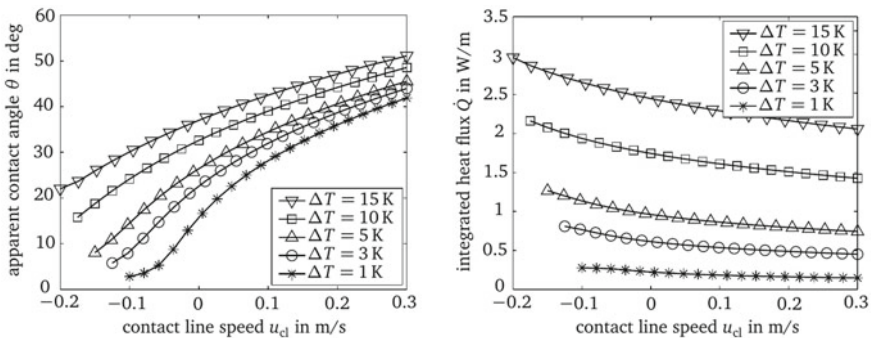 apparent contact angle θ in deg
60
50
40
30
20
10
0
−0.2 −0.1 0 0.1 0.2 0.3
contact line speed u_cl in m/s
ΔT = 15 K
ΔT = 10 K
ΔT = 5 K
ΔT = 3 K
ΔT = 1 K
integrated heat flux Q̇ in W/m
3.5
3
2.5
2
1.5
1
0.5
0
−0.2 −0.1 0 0.1 0.2 0.3
contact line speed u_cl in m/s
ΔT = 15 K
ΔT = 10 K
ΔT = 5 K
ΔT = 3 K
ΔT = 1 K